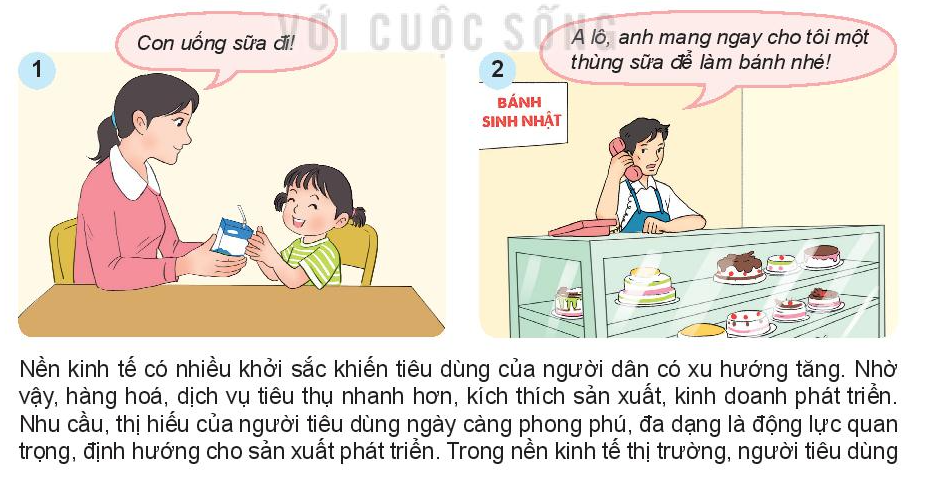 VỚI CUỘC SỐNG
1
Con uống sữa đi!
2
A lô, anh mang ngay cho tôi một
thùng sữa để làm bánh nhé!
BÁNH
SINH NHẬT
Nền kinh tế có nhiều khởi sắc khiến tiêu dùng của người dân có xu hướng tăng. Nhờ
vậy, hàng hoá, dịch vụ tiêu thụ nhanh hơn, kích thích sản xuất, kinh doanh phát triển.
Nhu cầu, thị hiếu của người tiêu dùng ngày càng phong phú, đa dạng là động lực quan
trọng, định hướng cho sản xuất phát triển. Trong nền kinh tế thị trường, người tiêu dùng